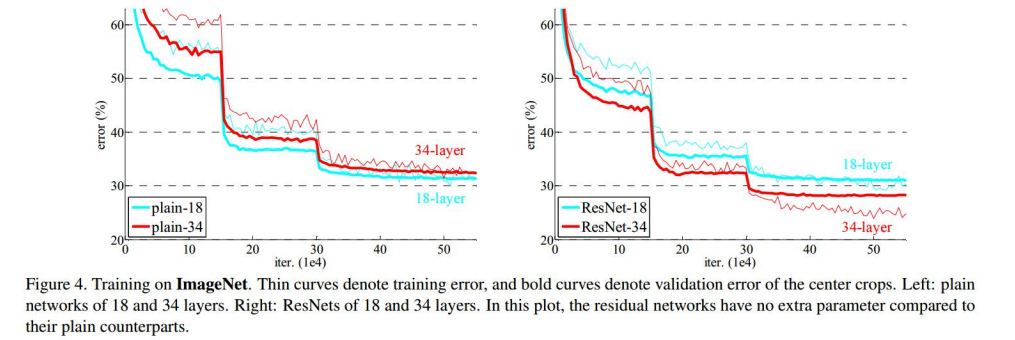 60
50
40
30
20
error (%)
0
10
20
30
40
50
iter. (1e4)
34-layer
18-layer
plain-18
plain-34
60
50
40
30
20
error (%)
0
10
20
30
40
50
iter. (1e4)
18-layer
34-layer
ResNet-18
ResNet-34
Figure 4. Training on ImageNet. Thin curves denote training error, and bold curves denote validation error of the center crops. Left: plain
networks of 18 and 34 layers. Right: ResNets of 18 and 34 layers. In this plot, the residual networks have no extra parameter compared to
their plain counterparts.